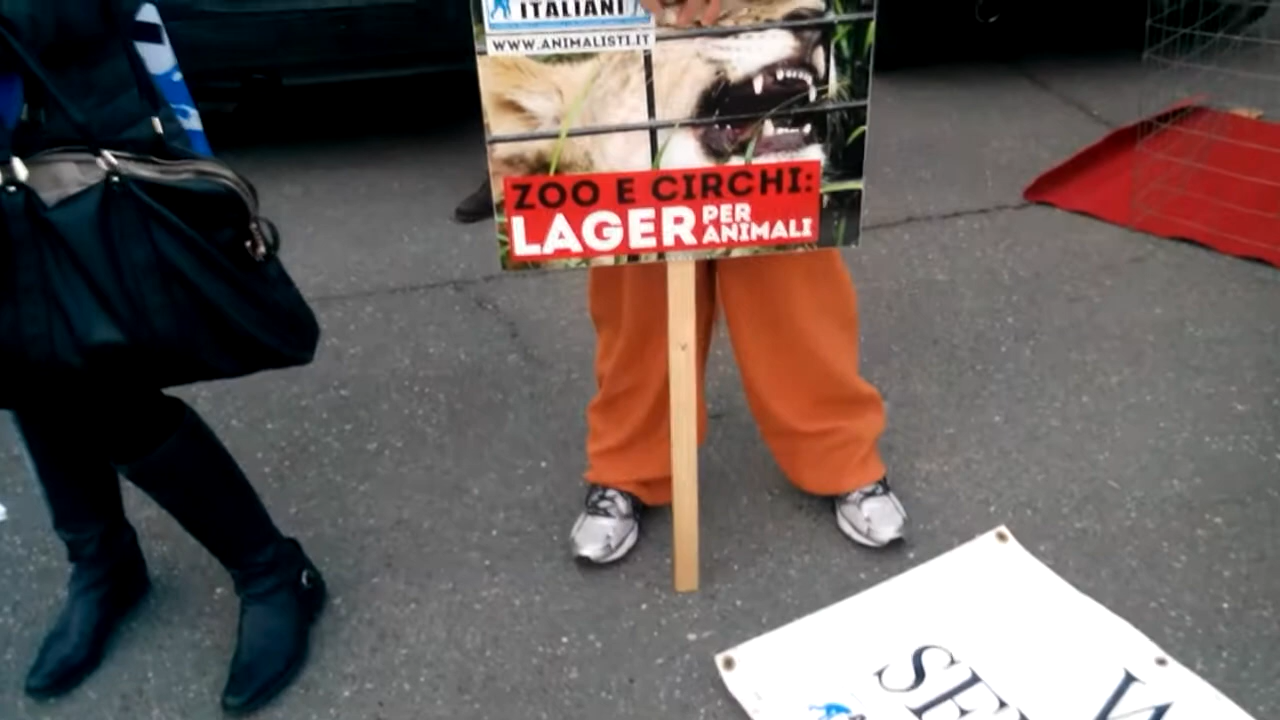 ITALIANI
WWW.ANIMALISTI.IT
ZOO E CIRCHI:
LAGER PER
ANIMALI